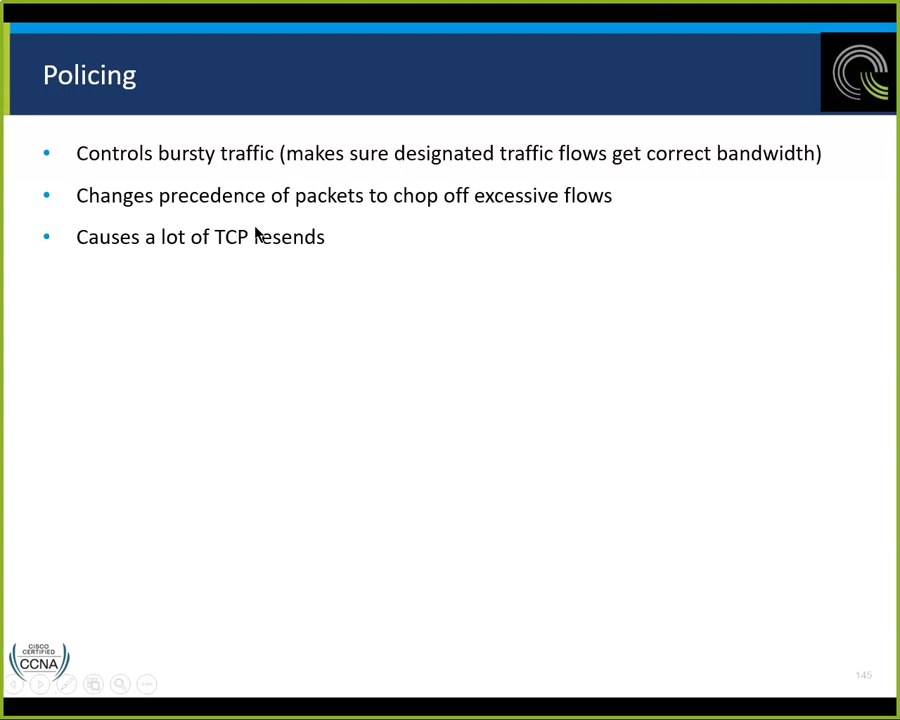 Policing
• Controls bursty traffic (makes sure designated traffic flows get correct bandwidth)
• Changes precedence of packets to chop off excessive flows
• Causes a lot of TCP resends
CISCO
CERTIFIED
CCNA
145